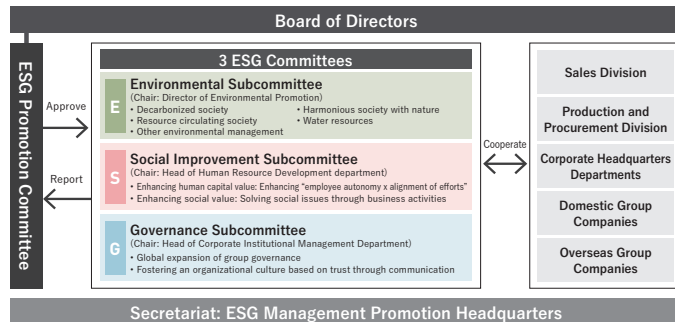 Board of Directors
ESG Promotion Committee
Approve
Report
3 ESG Committees
E
Environmental Subcommittee
(Chair: Director of Environmental Promotion)
• Decarbonized society • Harmonious society with nature
• Resource circulating society • Water resources
• Other environmental management
S
Social Improvement Subcommittee
(Chair: Head of Human Resource Development department)
• Enhancing human capital value: Enhancing “employee autonomy x alignment of efforts”
• Enhancing social value: Solving social issues through business activities
G
Governance Subcommittee
(Chair: Head of Corporate Institutional Management Department)
• Global expansion of group governance
• Fostering an organizational culture based on trust through communication
Cooperate
Sales Division
Production and
Procurement Division
Corporate Headquarters
Departments
Domestic Group
Companies
Overseas Group
Companies
Secretariat: ESG Management Promotion Headquarters